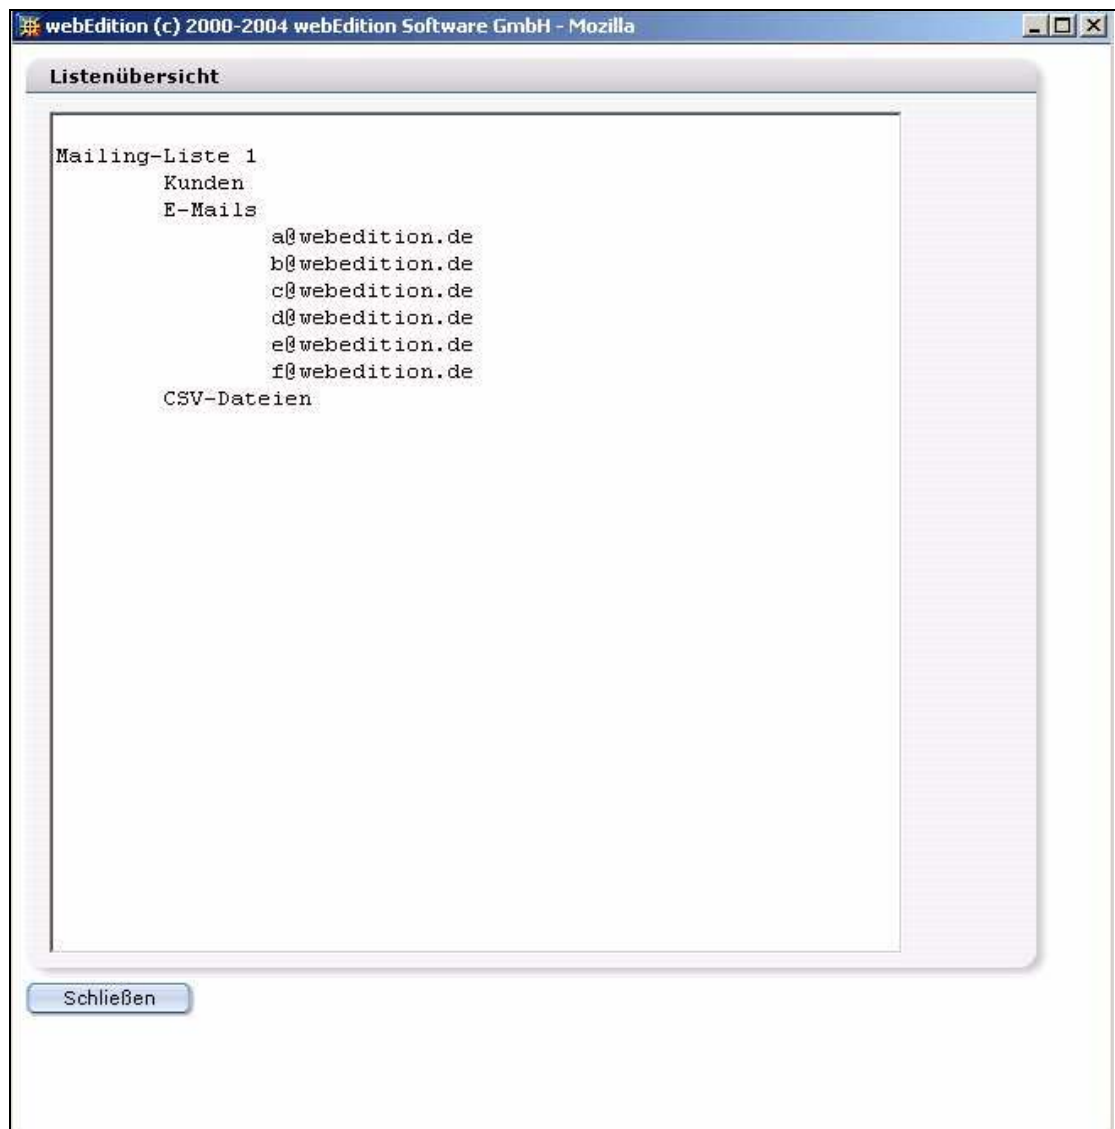 webEdition (c) 2000-2004 webEdition Software GmbH - Mozilla
Listenübersicht
Mailing-Liste 1
Kunden
E-Mails
a@webedition.de
b@webedition.de
c@webedition.de
d@webedition.de
e@webedition.de
f@webedition.de
CSV-Dateien
Schließen